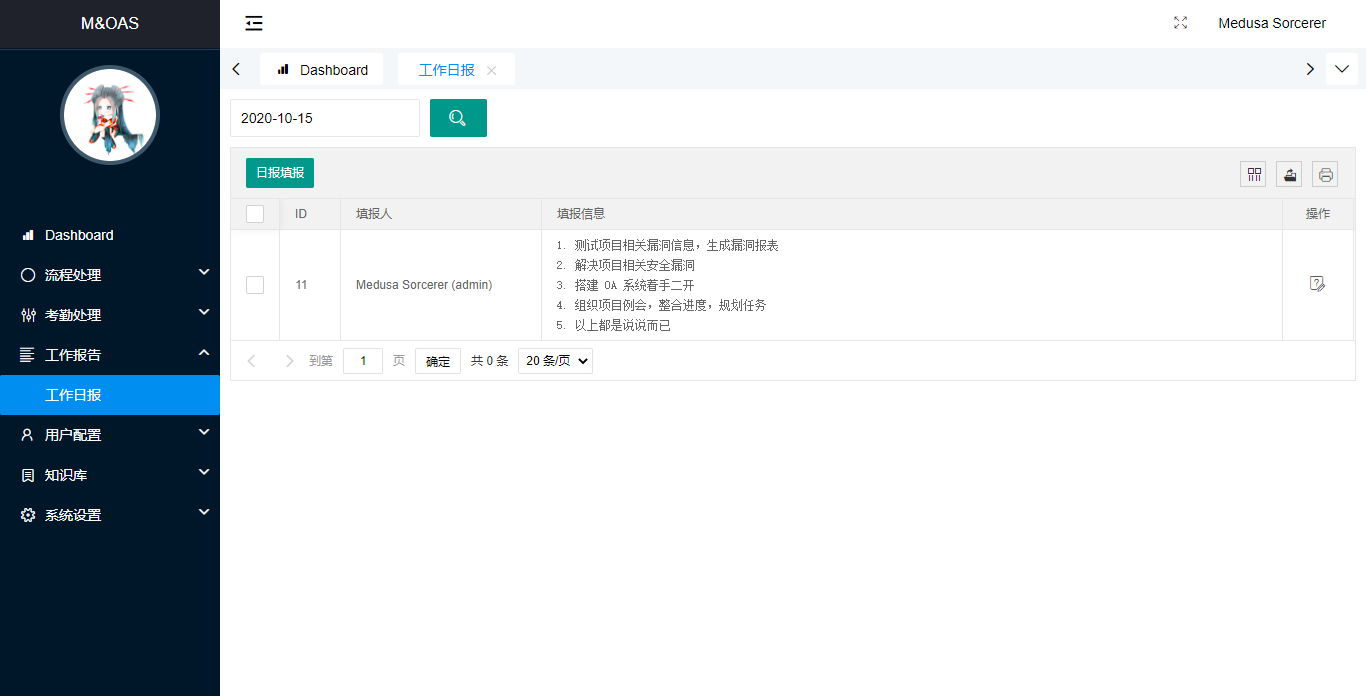 M&OAS
Medusa Sorcerer
Dashboard
工作日报
2020-10-15
日报填报
ID
填报人
填报信息
操作
11
Medusa Sorcerer (admin)
1. 测试项目相关漏洞信息，生成漏洞报表
2. 解决项目相关安全漏洞
3. 搭建 OA 系统着手二开
4. 组织项目例会，整合进度，规划任务
5. 以上都是说说而已
到第 1 页 确定 共 0 条 20 条/页
Dashboard
流程处理
考勤处理
工作报告
工作日报
用户配置
知识库
系统设置